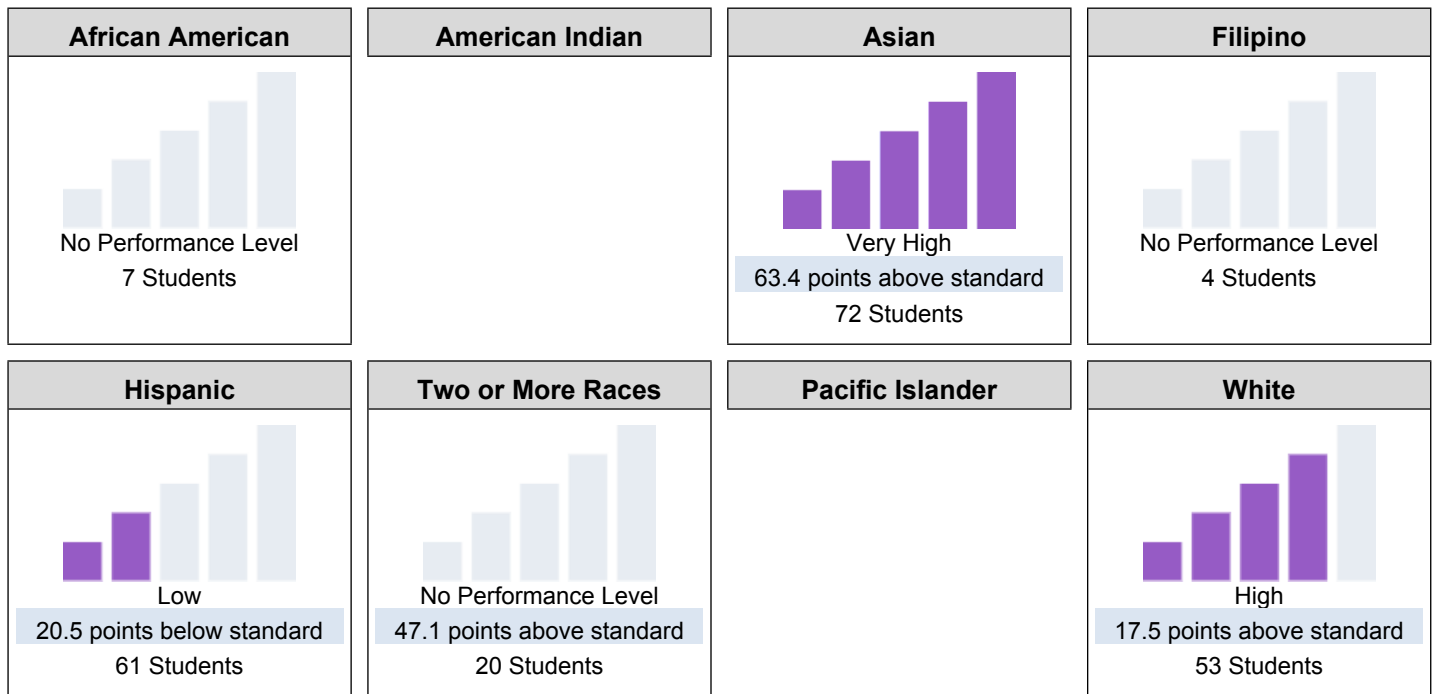 African American
No Performance Level
7 Students
American Indian
Asian
Very High
63.4 points above standard
72 Students
Filipino
No Performance Level
4 Students
Hispanic
Low
20.5 points below standard
61 Students
Two or More Races
No Performance Level
47.1 points above standard
20 Students
Pacific Islander
White
High
17.5 points above standard
53 Students